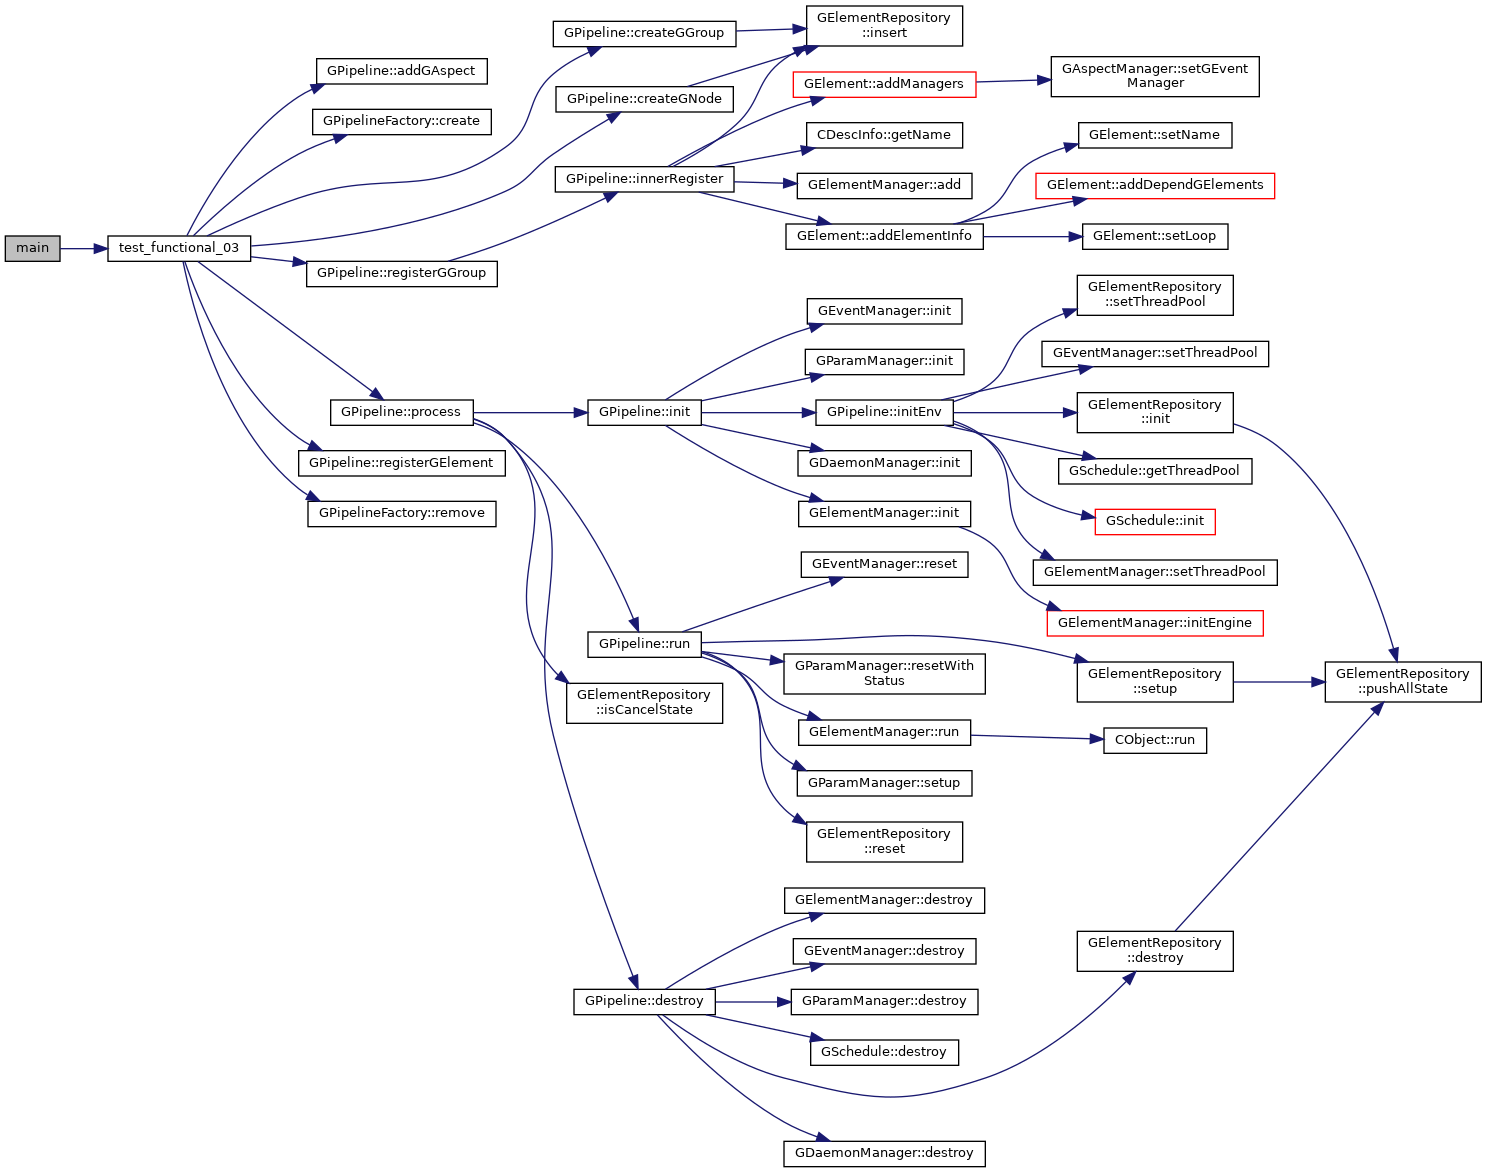 main
test_functional_03
GPipeline::addGAspect
GPipelineFactory::create
GPipeline::createGGroup
GElementRepository
::insert
GPipeline::createGNode
GPipeline::registerGGroup
GPipeline::innerRegister
GElement::addManagers
GAspectManager::setGEvent
Manager
CDescInfo::getName
GElementManager::add
GElement::addElementInfo
GElement::setName
GElement::addDependGElements
GElement::setLoop
GPipeline::process
GPipeline::registerGElement
GPipelineFactory::remove
GPipeline::init
GEventManager::init
GParamManager::init
GPipeline::initEnv
GDaemonManager::init
GElementManager::init
GElementRepository
::setThreadPool
GEventManager::setThreadPool
GElementRepository
::init
GSchedule::getThreadPool
GSchedule::init
GElementManager::setThreadPool
GElementManager::initEngine
GElementRepository
::pushAllState
GPipeline::run
GElementRepository
::isCancelState
GEventManager::reset
GElementRepository
::setup
GParamManager::resetWith
Status
GElementManager::run
CObject::run
GParamManager::setup
GElementRepository
::reset
GPipeline::destroy
GElementManager::destroy
GEventManager::destroy
GParamManager::destroy
GSchedule::destroy
GElementRepository
::destroy
GDaemonManager::destroy